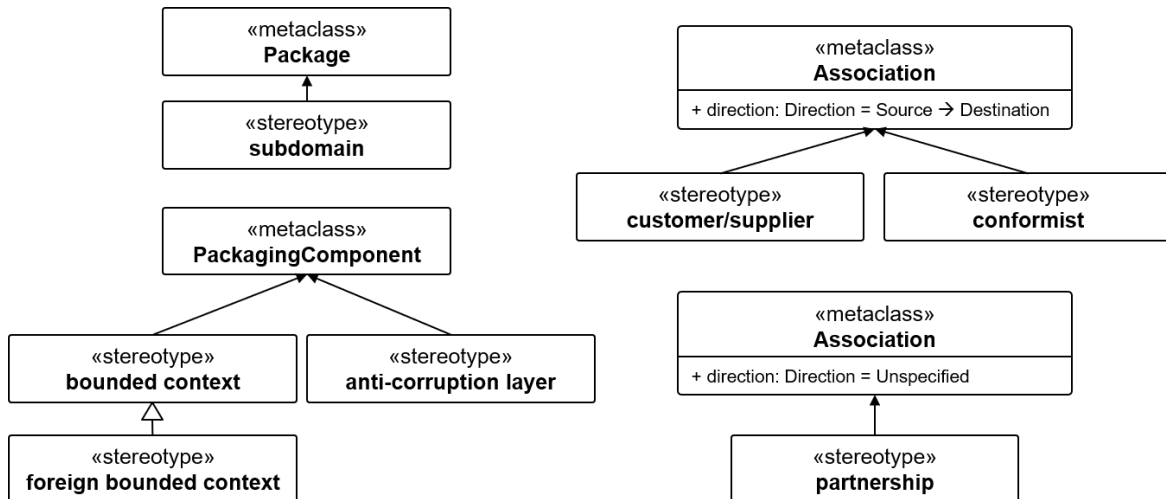 «metaclass»
Package
«stereotype»
subdomain
«metaclass»
PackagingComponent
«stereotype»
bounded context
«stereotype»
anti-corruption layer
«stereotype»
foreign bounded context
«metaclass»
Association
+ direction: Direction = Source → Destination
«stereotype»
customer/supplier
«stereotype»
conformist
«metaclass»
Association
+ direction: Direction = Unspecified
«stereotype»
partnership